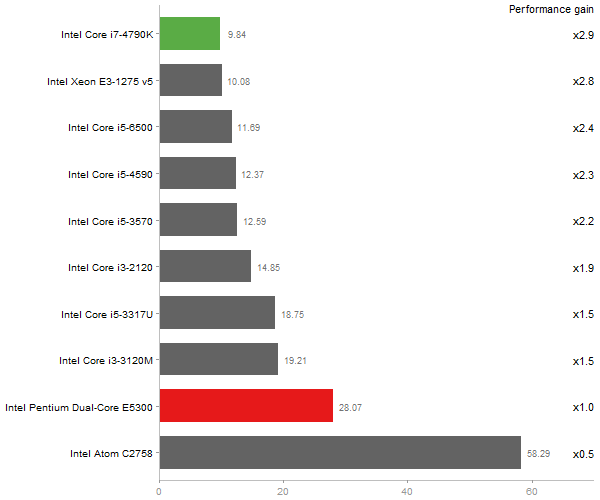 Performance gain
Intel Core i7-4790K 9.84 x2.9
Intel Xeon E3-1275 v5 10.08 x2.8
Intel Core i5-6500 11.69 x2.4
Intel Core i5-4590 12.37 x2.3
Intel Core i5-3570 12.59 x2.2
Intel Core i3-2120 14.85 x1.9
Intel Core i5-3317U 18.75 x1.5
Intel Core i3-3120M 19.21 x1.5
Intel Pentium Dual-Core E5300 28.07 x1.0
Intel Atom C2758 58.29 x0.5
0 20 40 60